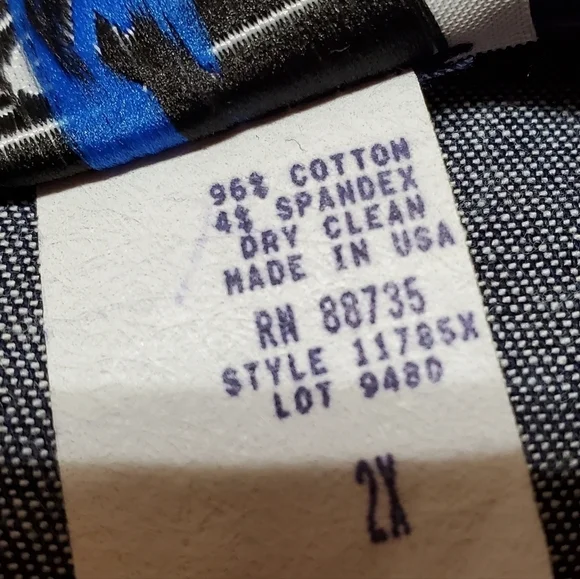 96% COTTON
4% SPANDEX
DRY CLEAN
MADE IN USA
RN 88735
STYLE 11785X
LOT 9480
2X